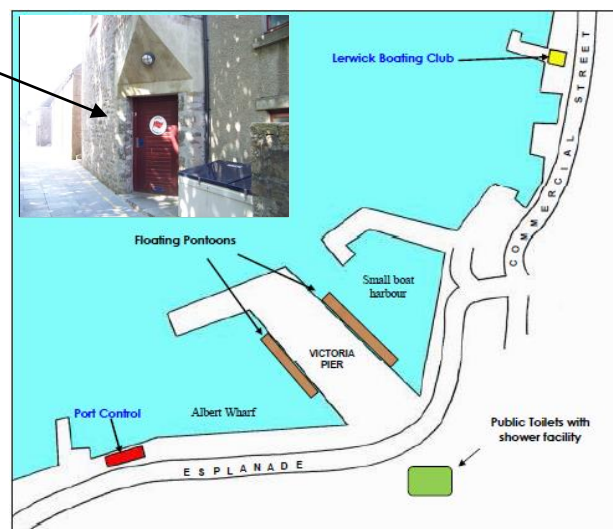 Lerwick Boating Club
COMMERCIAL STREET
Floating Pontoons
Small boat
harbour
VICTORIA
PIER
Port Control
Albert Wharf
ESPLANADE
Public Toilets with
shower facility